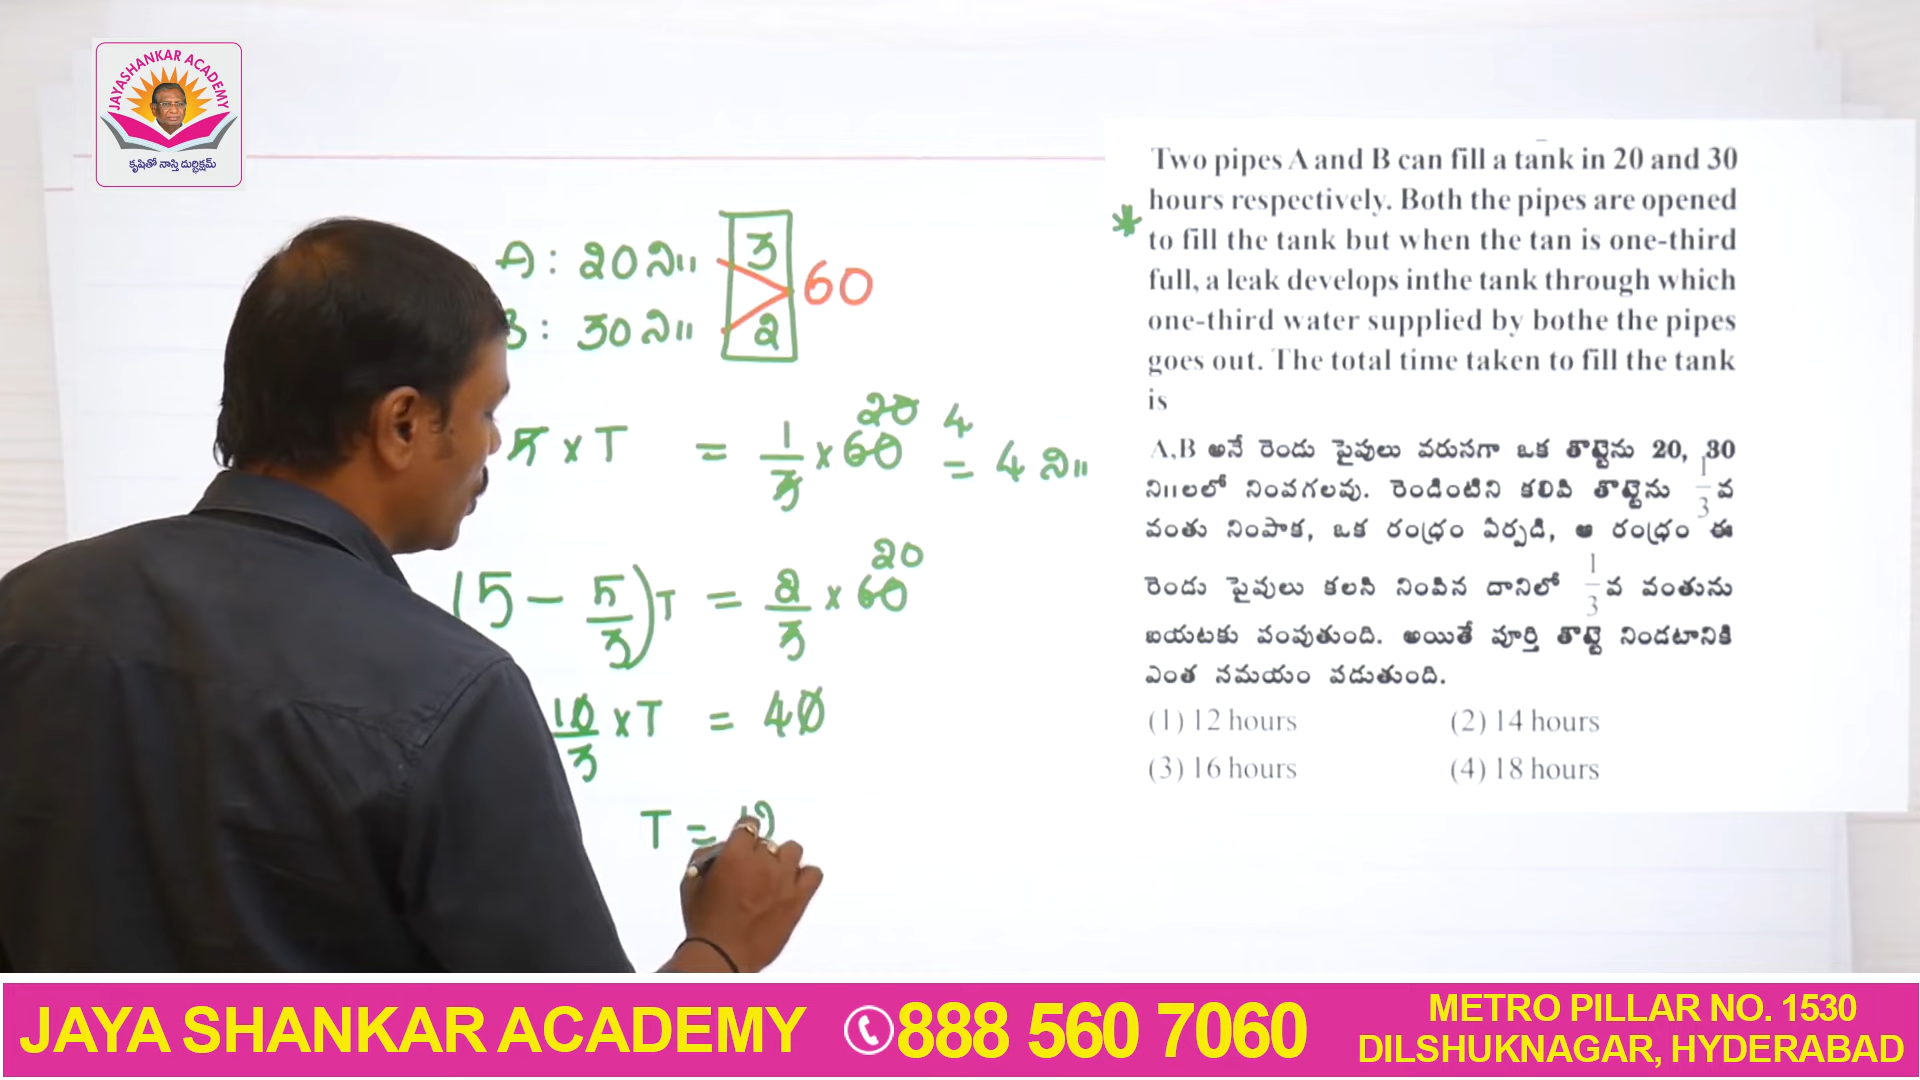 JAYASHANKAR ACADEMY
కృషితో నాస్తి దుర్భిక్షమ్
A : 20 ని॥ 3
60
B : 30 ని॥ 2
5 x T = 1/3 x 60 20 4 = 4 ని॥
(5 - 5/3) T = 2/3 x 60 20
10/3 x T = 40
T = 12
*
Two pipes A and B can fill a tank in 20 and 30
hours respectively. Both the pipes are opened
to fill the tank but when the tan is one-third
full, a leak develops inthe tank through which
one-third water supplied by bothe the pipes
goes out. The total time taken to fill the tank
is
A,B అనే రెండు పైపులు వరుసగా ఒక తొట్టెను 20, 30
ని॥లలో నింపగలవు. రెండింటిని కలిపి తొట్టెను 1/3 వ
వంతు నింపాక, ఒక రంధ్రం ఏర్పడి, ఆ రంధ్రం ఈ
రెండు పైపులు కలసి నింపిన దానిలో 1/3 వ వంతును
బయటకు పంపుతుంది. అయితే పూర్తి తొట్టె నిండటానికి
ఎంత సమయం పడుతుంది.
(1) 12 hours (2) 14 hours
(3) 16 hours (4) 18 hours
JAYA SHANKAR ACADEMY
888 560 7060
METRO PILLAR NO. 1530
DILSHUKNAGAR, HYDERABAD